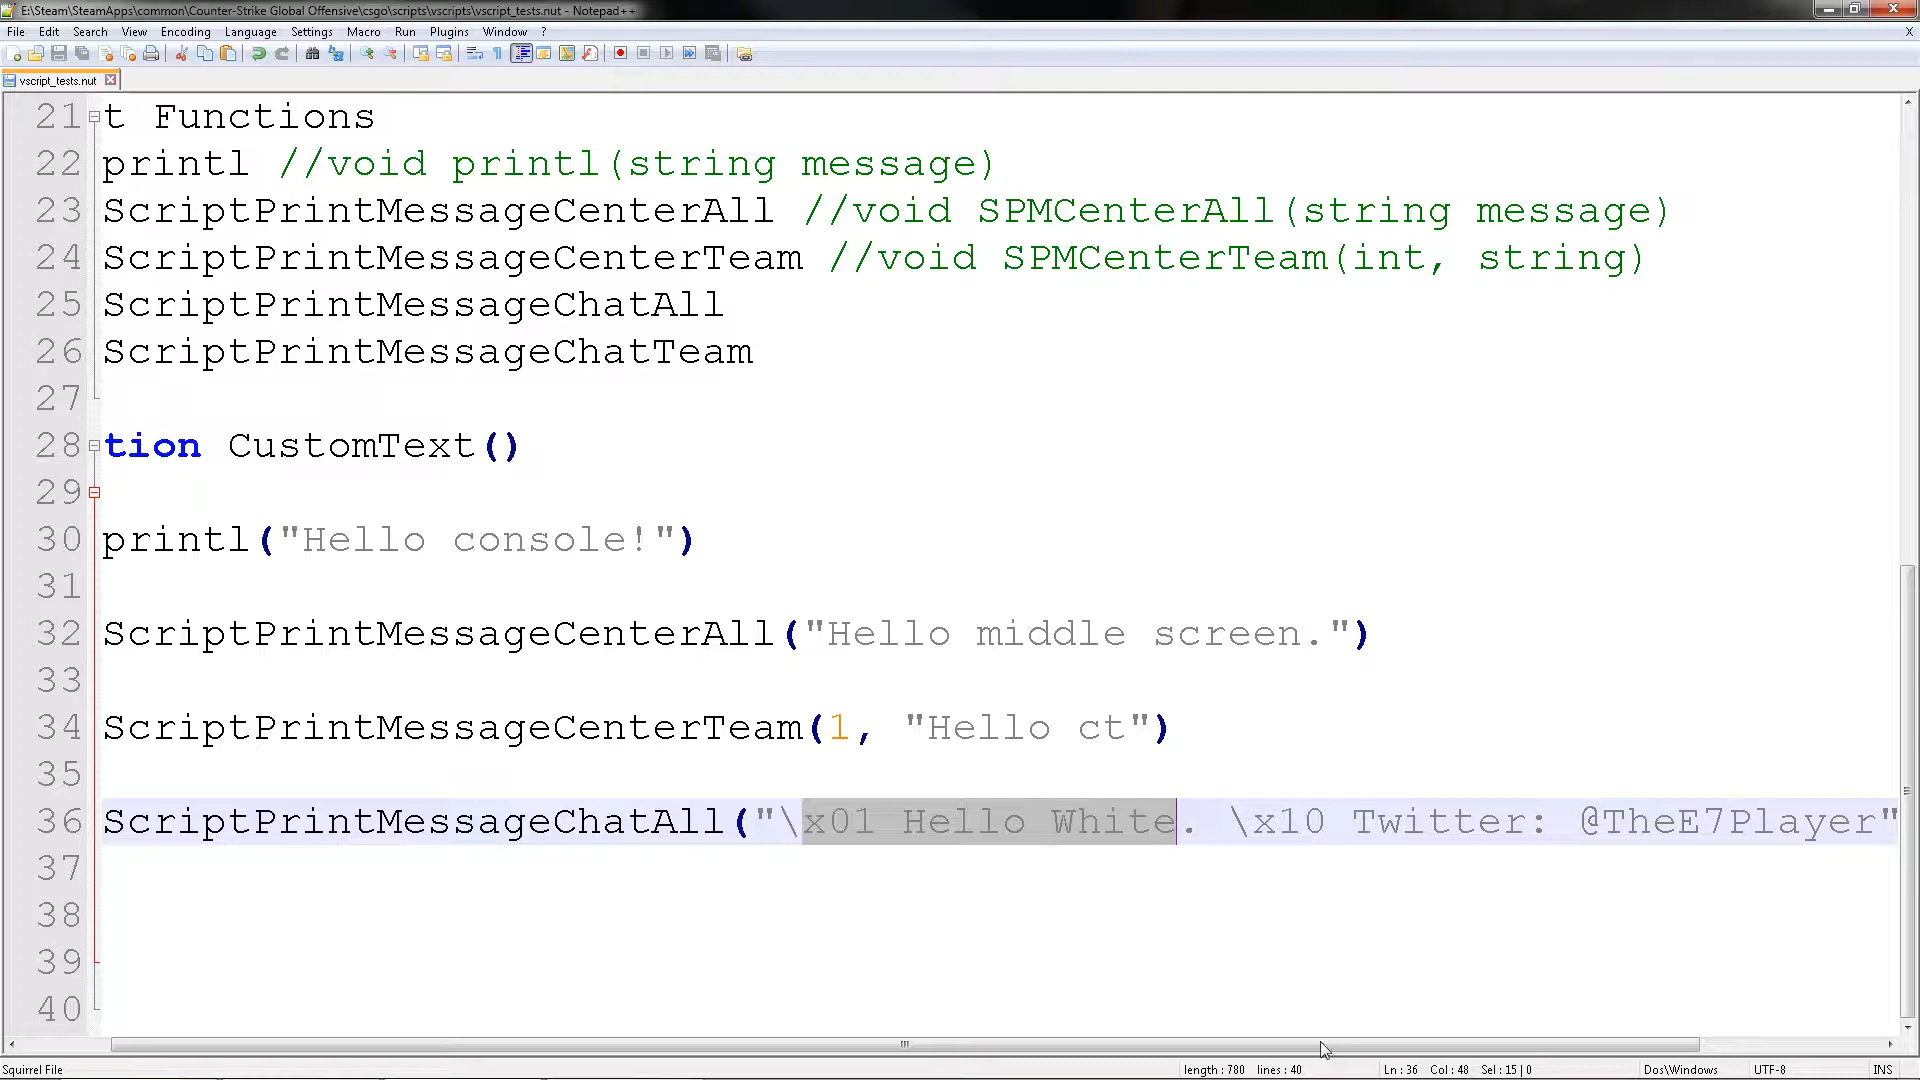 E:\Steam\SteamApps\common\Counter-Strike Global Offensive\csgo\scripts\vscripts\vscript_tests.nut - Notepad++
File Edit Search View Encoding Language Settings Macro Run Plugins Window ? X
vscript_tests.nut
21 t Functions
22 printl //void printl(string message)
23 ScriptPrintMessageCenterAll //void SPMCenterAll(string message)
24 ScriptPrintMessageCenterTeam //void SPMCenterTeam(int, string)
25 ScriptPrintMessageChatAll
26 ScriptPrintMessageChatTeam
27
28 tion CustomText()
29
30 printl("Hello console!")
31
32 ScriptPrintMessageCenterAll("Hello middle screen.")
33
34 ScriptPrintMessageCenterTeam(1, "Hello ct")
35
36 ScriptPrintMessageChatAll("\x01 Hello White. \x10 Twitter: @TheE7Player"
37
38
39
40
Squirrel File length : 780 lines : 40 Ln : 36 Col : 48 Sel : 15 | 0 Dos\Windows UTF-8 INS